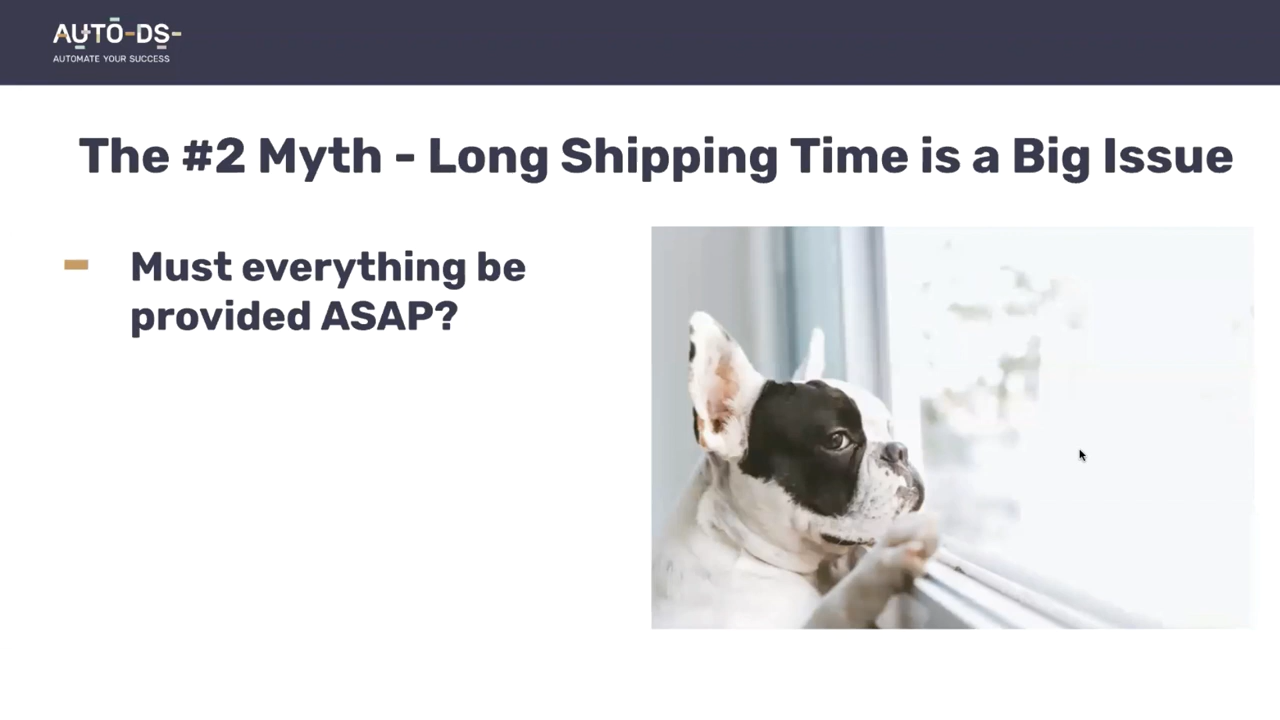 AUTO-DS-
AUTOMATE YOUR SUCCESS
The #2 Myth - Long Shipping Time is a Big Issue
Must everything be
provided ASAP?